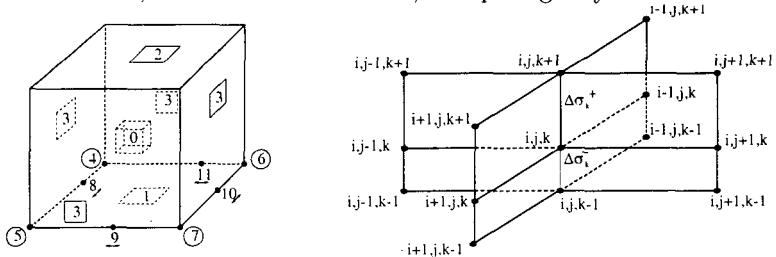 2
3
3
3
0
4
6
8
11
10
1
3
5
9
7
i-1,j,k+1
i,j-1,k+1
i,j,k+1
i,j+1,k+1
Δσₖ⁺
i-1,j,k
i+1,j,k+1
i-1,j,k-1
i,j-1,k
i,j,k
i,j+1,k
Δσₖ⁻
i,j-1,k-1
i+1,j,k
i,j,k-1
i,j+1,k-1
i+1,j,k-1